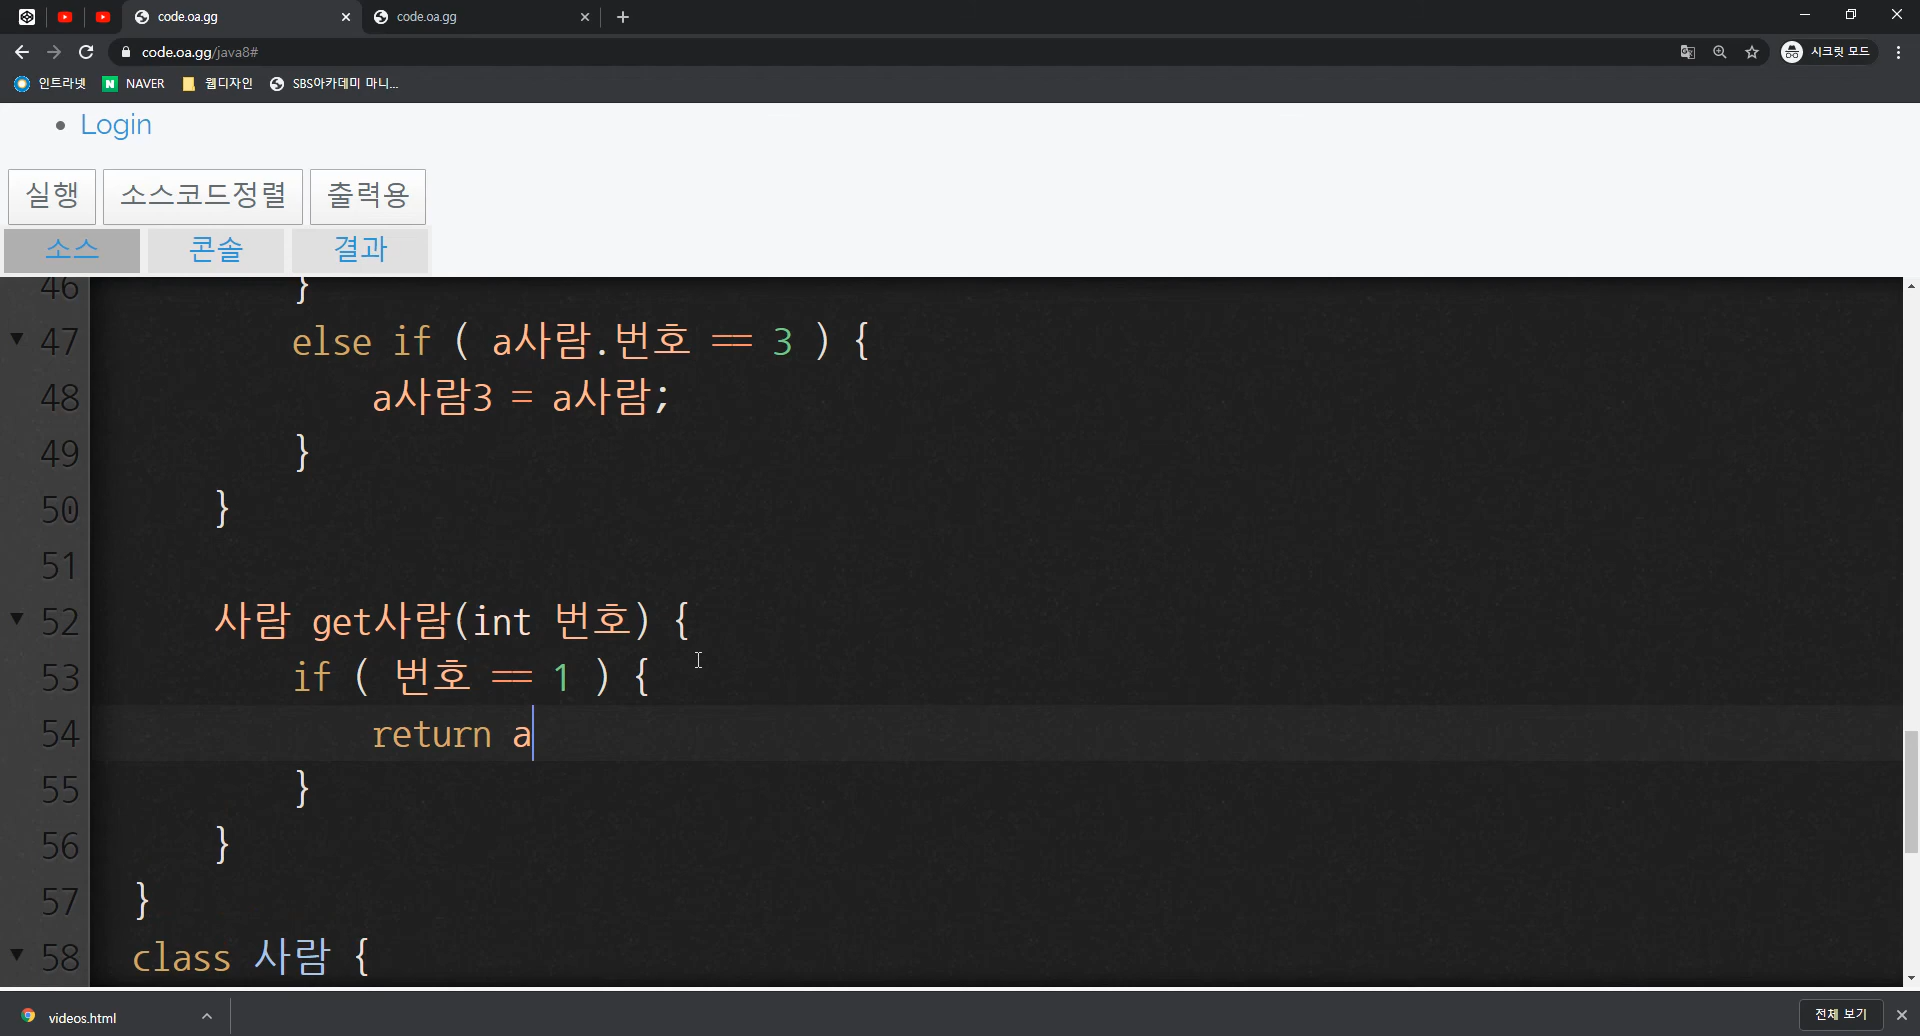 code.oa.gg
code.oa.gg
code.oa.gg/java8#
시크릿 모드
인트라넷
NAVER
웹디자인
SBS아카데미 마니...
Login
실행
소스코드정렬
출력용
소스
콘솔
결과
46 }
47 else if ( a사람.번호 == 3 ) {
48 a사람3 = a사람;
49 }
50 }
51
52 사람 get사람(int 번호) {
53 if ( 번호 == 1 ) {
54 return a
55 }
56 }
57 }
58 class 사람 {
videos.html
전체 보기